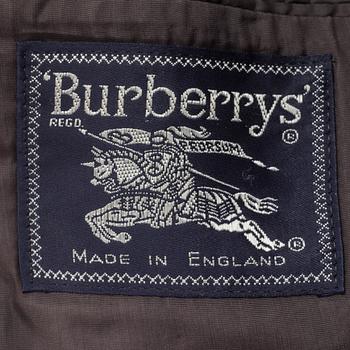 'Burberrys'
REGD.
®
PRORSUM
®
MADE IN ENGLAND